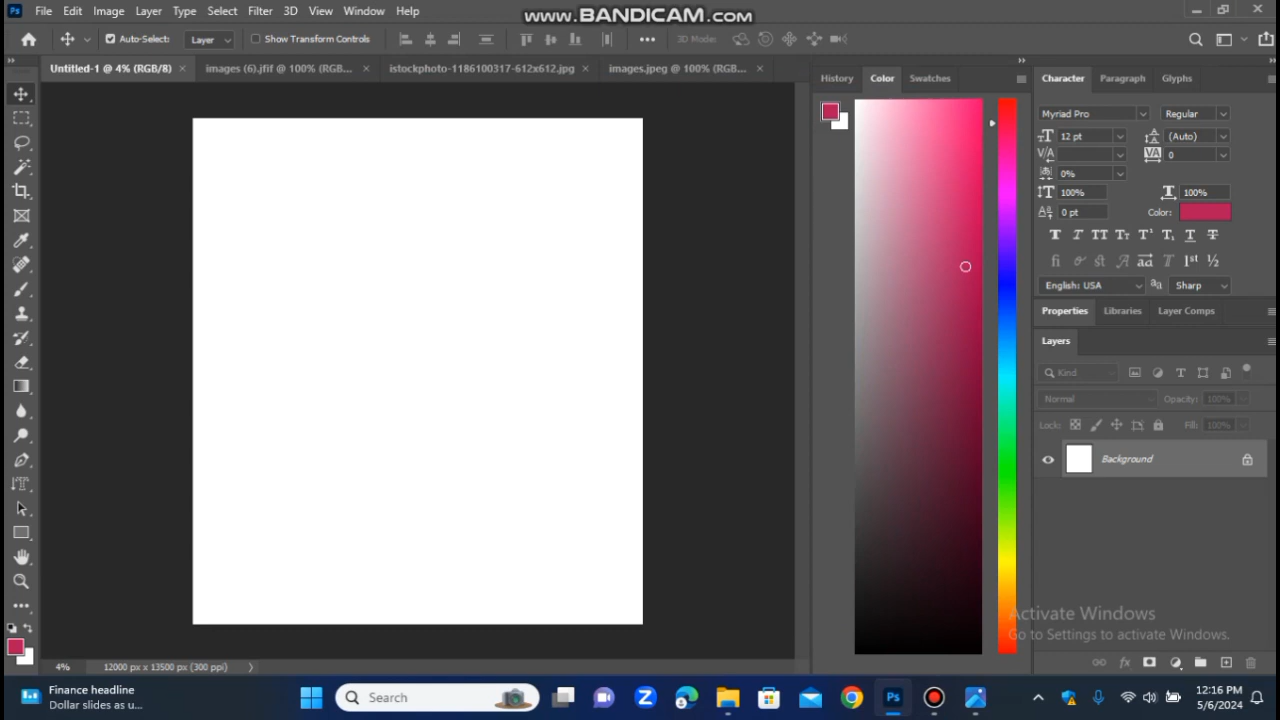 Ps File Edit Image Layer Type Select Filter 3D View Window Help
www.BANDICAM.com
Auto-Select: Layer Show Transform Controls 3D Mode:
Untitled-1 @ 4% (RGB/8) × images (6).jfif @ 100% (RGB... × istockphoto-1186100317-612x612.jpg × images.jpeg @ 100% (RGB... ×
History Color Swatches
Character Paragraph Glyphs
Myriad Pro Regular
12 pt (Auto)
0
0%
100% 100%
0 pt Color:
English: USA aa Sharp
Properties Libraries Layer Comps
Layers
Kind
Normal Opacity: 100%
Lock: Fill: 100%
Background
Activate Windows
Go to Settings to activate Windows.
4% 12000 px x 13500 px (300 ppi)
Finance headline
Dollar slides as u...
Search
12:16 PM
5/6/2024